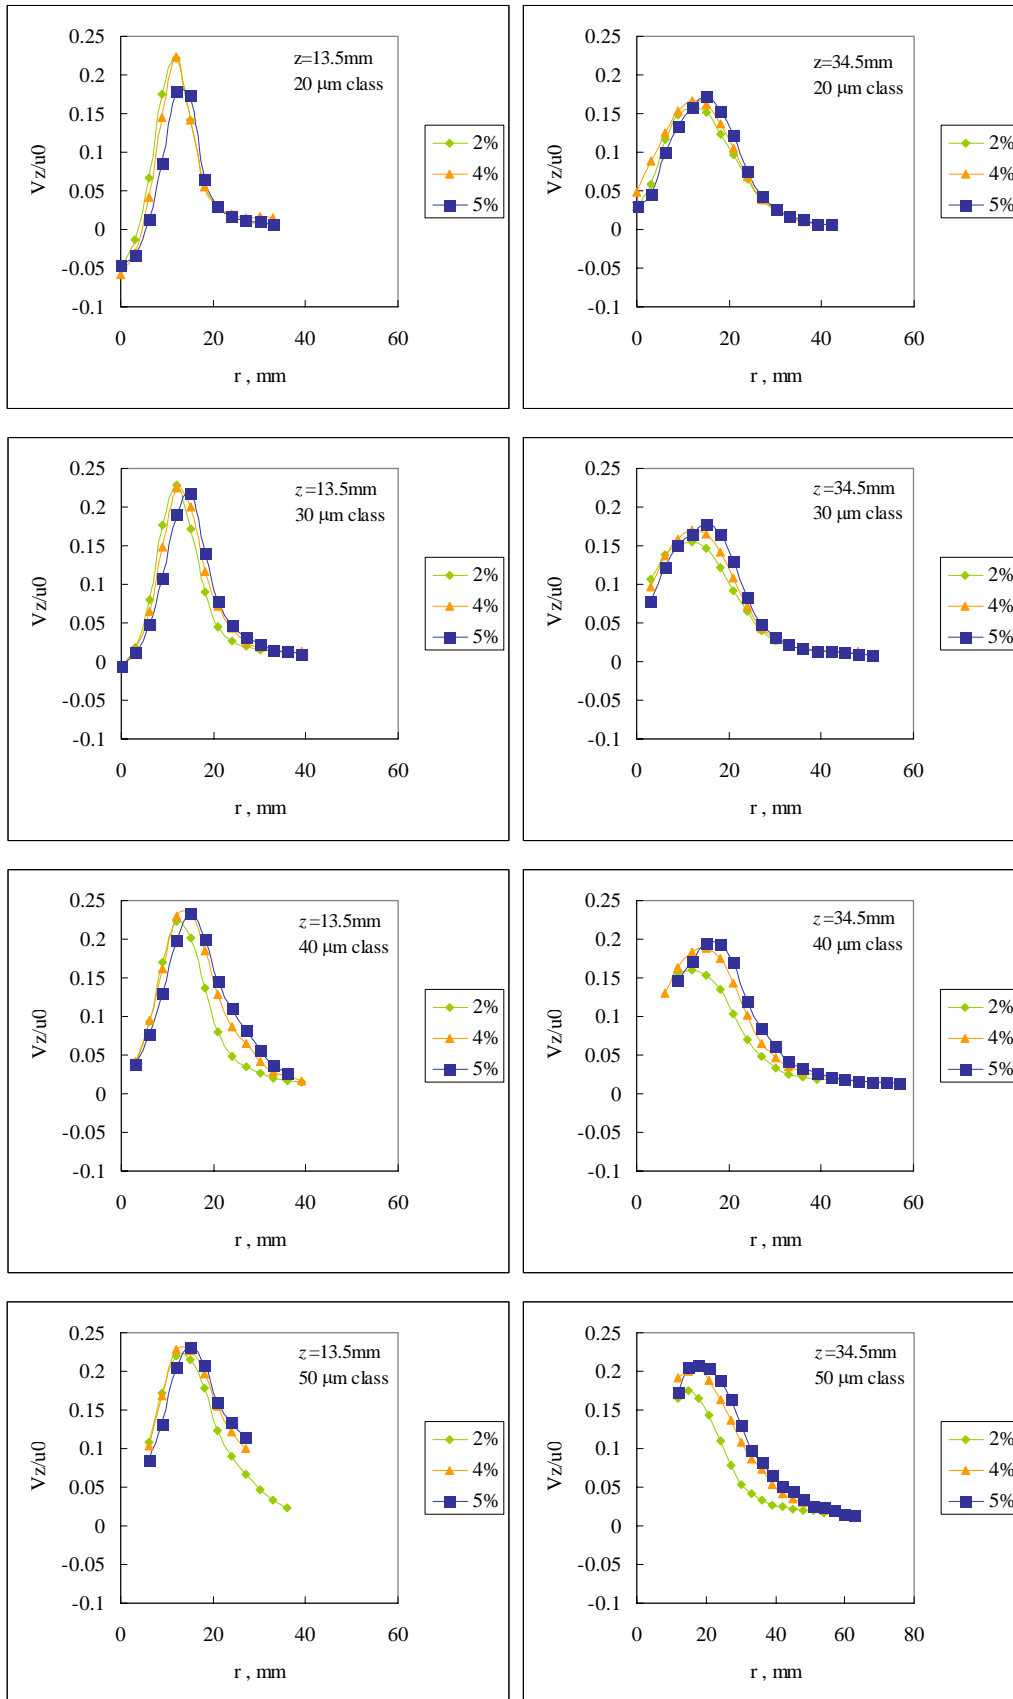 0.25
0.2
0.15
0.1
0.05
0
-0.05
-0.1
Vz/u0
0 20 40 60
r , mm
z=13.5mm
20 μm class
2%
4%
5%
0.25
0.2
0.15
0.1
0.05
0
-0.05
-0.1
Vz/u0
0 20 40 60
r , mm
z=34.5mm
20 μm class
2%
4%
5%
0.25
0.2
0.15
0.1
0.05
0
-0.05
-0.1
Vz/u0
0 20 40 60
r , mm
z=13.5mm
30 μm class
2%
4%
5%
0.25
0.2
0.15
0.1
0.05
0
-0.05
-0.1
Vz/u0
0 20 40 60
r , mm
z=34.5mm
30 μm class
2%
4%
5%
0.25
0.2
0.15
0.1
0.05
0
-0.05
-0.1
Vz/u0
0 20 40 60
r , mm
z=13.5mm
40 μm class
2%
4%
5%
0.25
0.2
0.15
0.1
0.05
0
-0.05
-0.1
Vz/u0
0 20 40 60
r , mm
z=34.5mm
40 μm class
2%
4%
5%
0.25
0.2
0.15
0.1
0.05
0
-0.05
-0.1
Vz/u0
0 20 40 60
r , mm
z=13.5mm
50 μm class
2%
4%
5%
0.25
0.2
0.15
0.1
0.05
0
-0.05
-0.1
Vz/u0
0 20 40 60 80
r , mm
z=34.5mm
50 μm class
2%
4%
5%